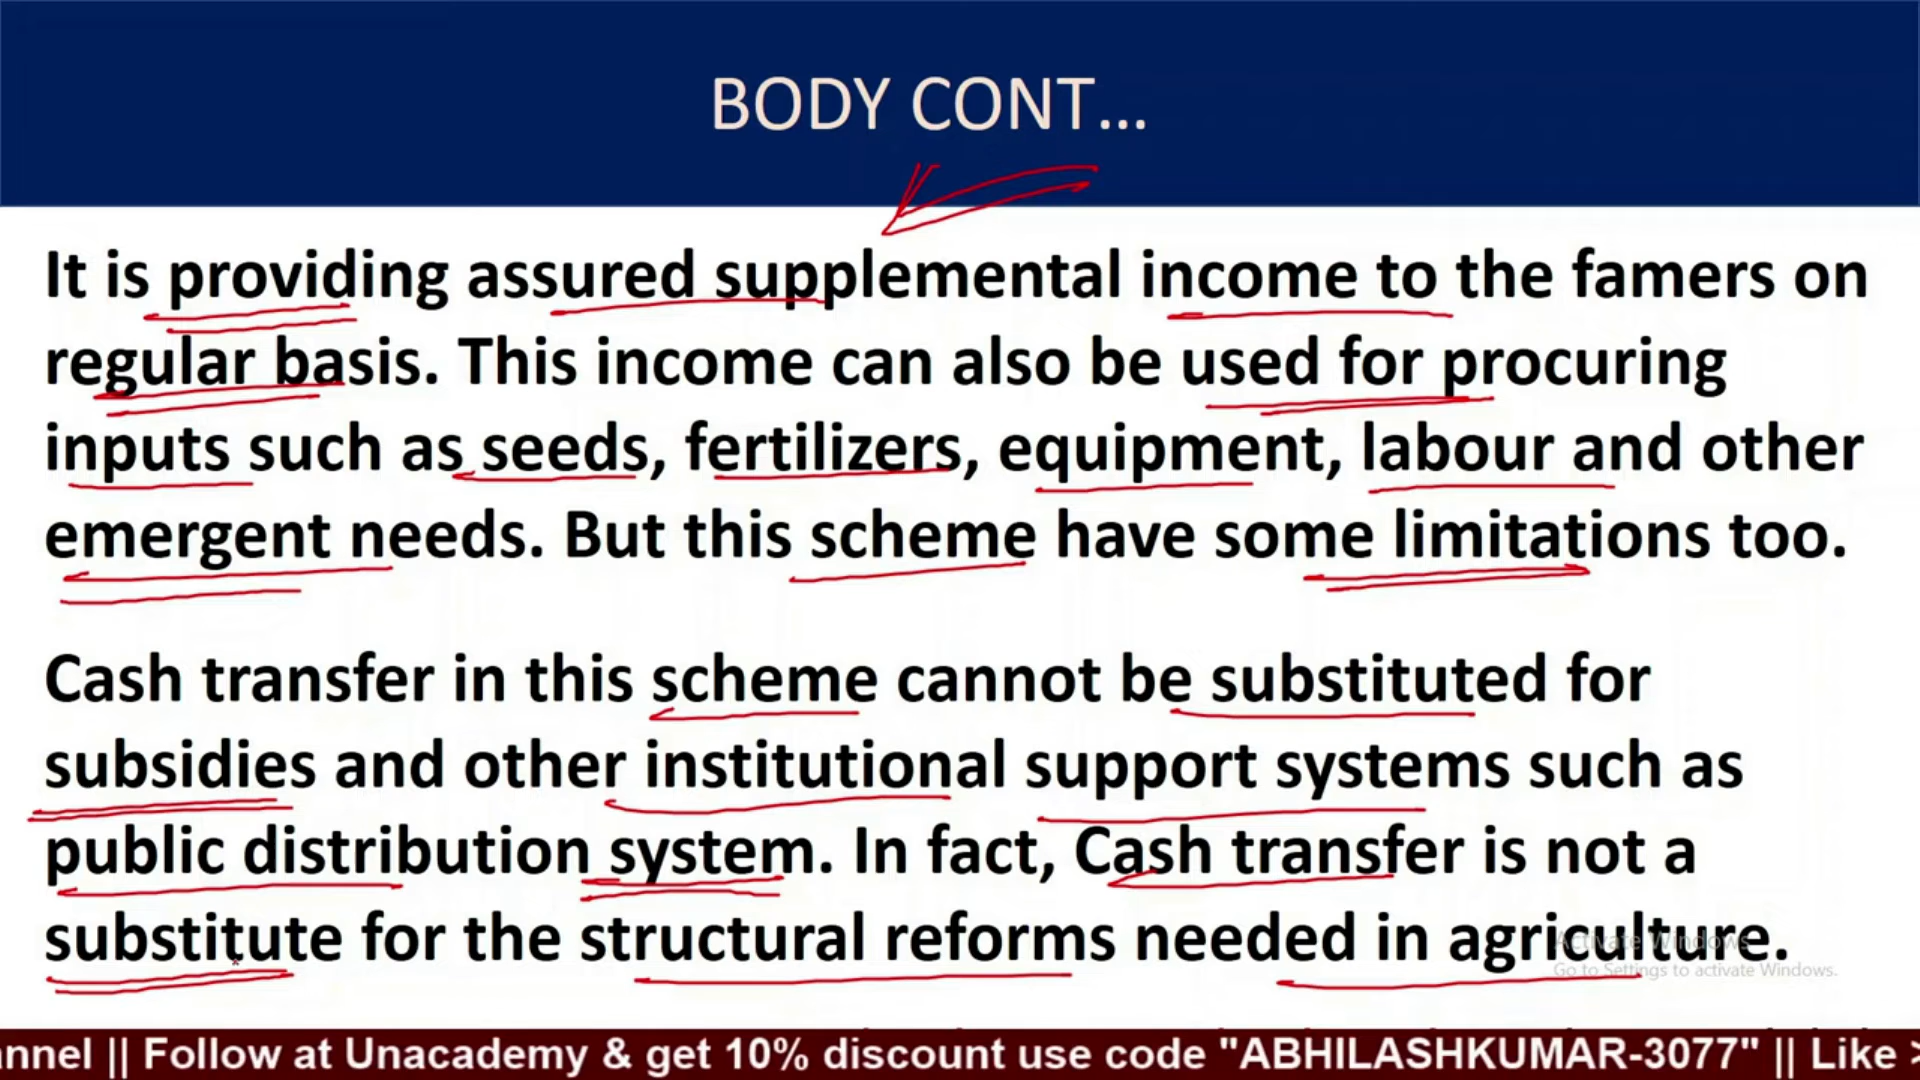 BODY CONT...
It is providing assured supplemental income to the famers on
regular basis. This income can also be used for procuring
inputs such as seeds, fertilizers, equipment, labour and other
emergent needs. But this scheme have some limitations too.
Cash transfer in this scheme cannot be substituted for
subsidies and other institutional support systems such as
public distribution system. In fact, Cash transfer is not a
substitute for the structural reforms needed in agriculture.
Activate Windows
Go to Settings to activate Windows.
annel || Follow at Unacademy & get 10% discount use code "ABHILASHKUMAR-3077" || Like >